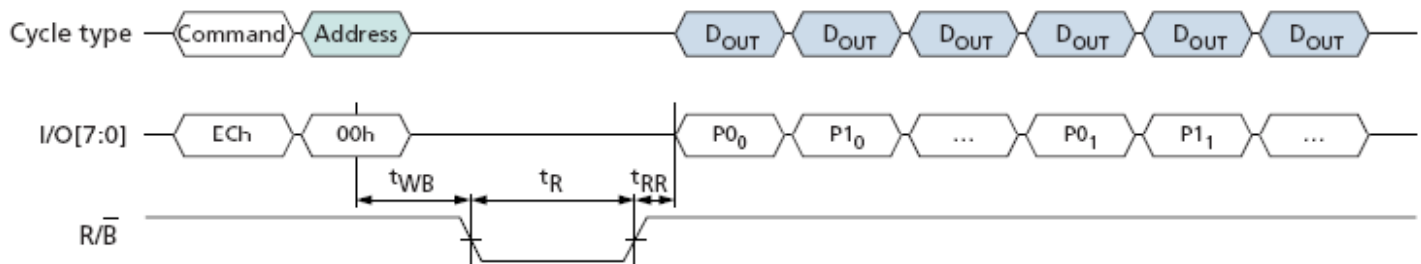 Cycle type Command Address DOUT DOUT DOUT DOUT DOUT DOUT
I/O[7:0] ECh 00h P00 P10 ... P01 P11 ...
tWB tR tRR
R/B̅